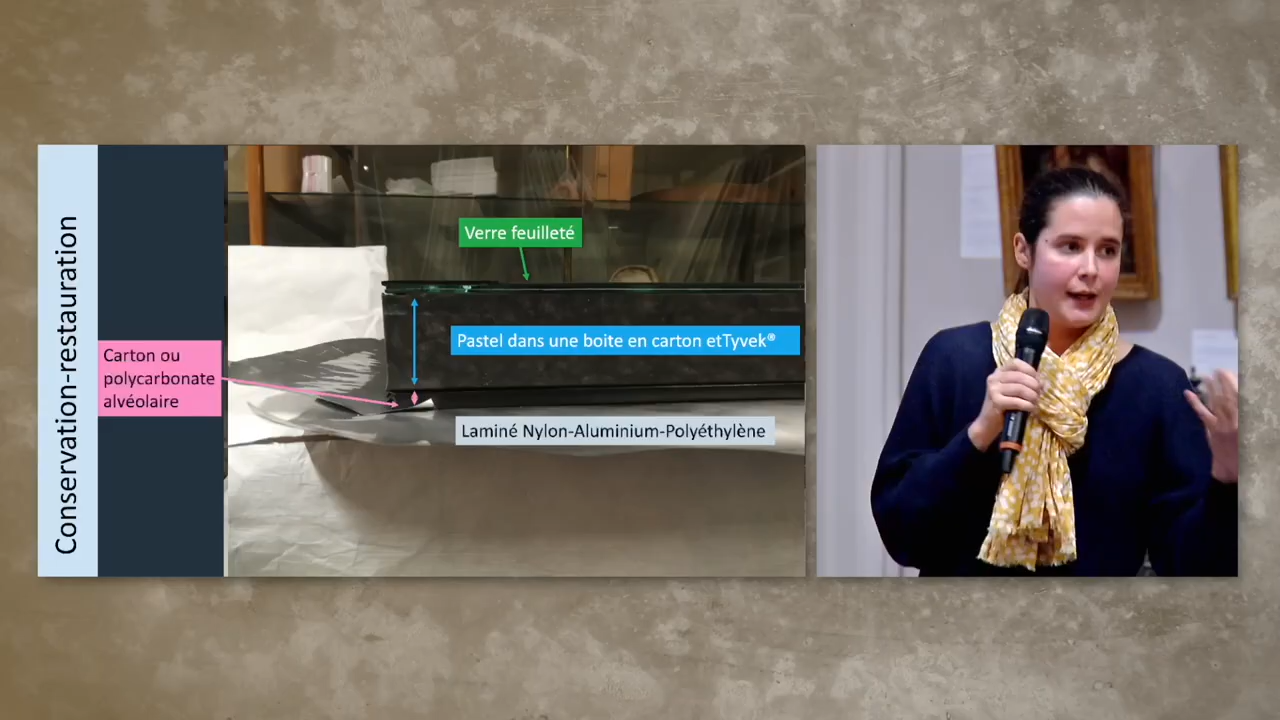 Conservation-restauration
Verre feuilleté
Pastel dans une boite en carton etTyvek®
Carton ou
polycarbonate
alvéolaire
Laminé Nylon-Aluminium-Polyéthylène